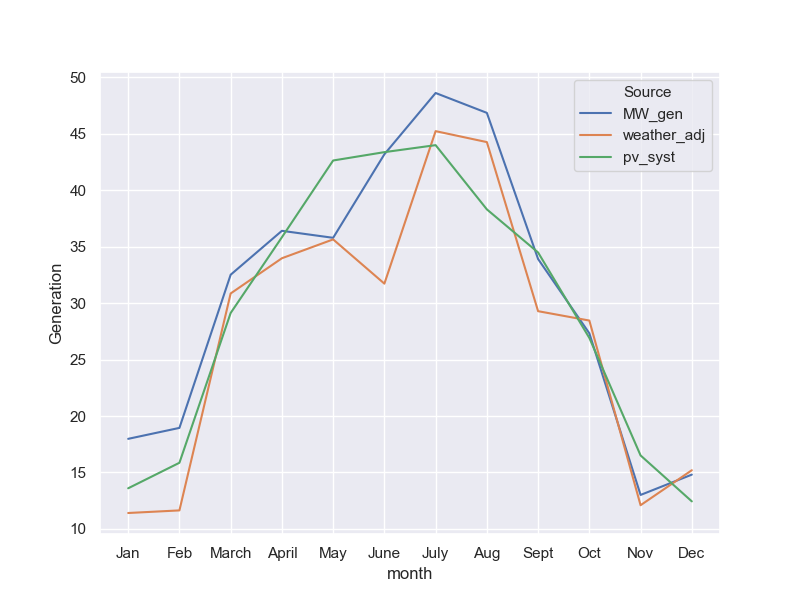 Source
MW_gen
weather_adj
pv_syst
50
45
40
35
30
25
20
15
10
Generation
Jan Feb March April May June July Aug Sept Oct Nov Dec
month